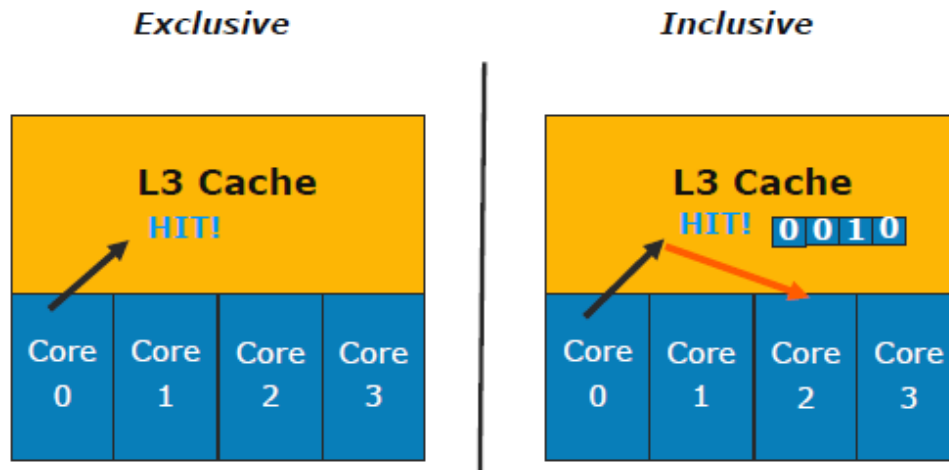 Exclusive
L3 Cache
HIT!
Core 0
Core 1
Core 2
Core 3
Inclusive
L3 Cache
HIT! 0 0 1 0
Core 0
Core 1
Core 2
Core 3